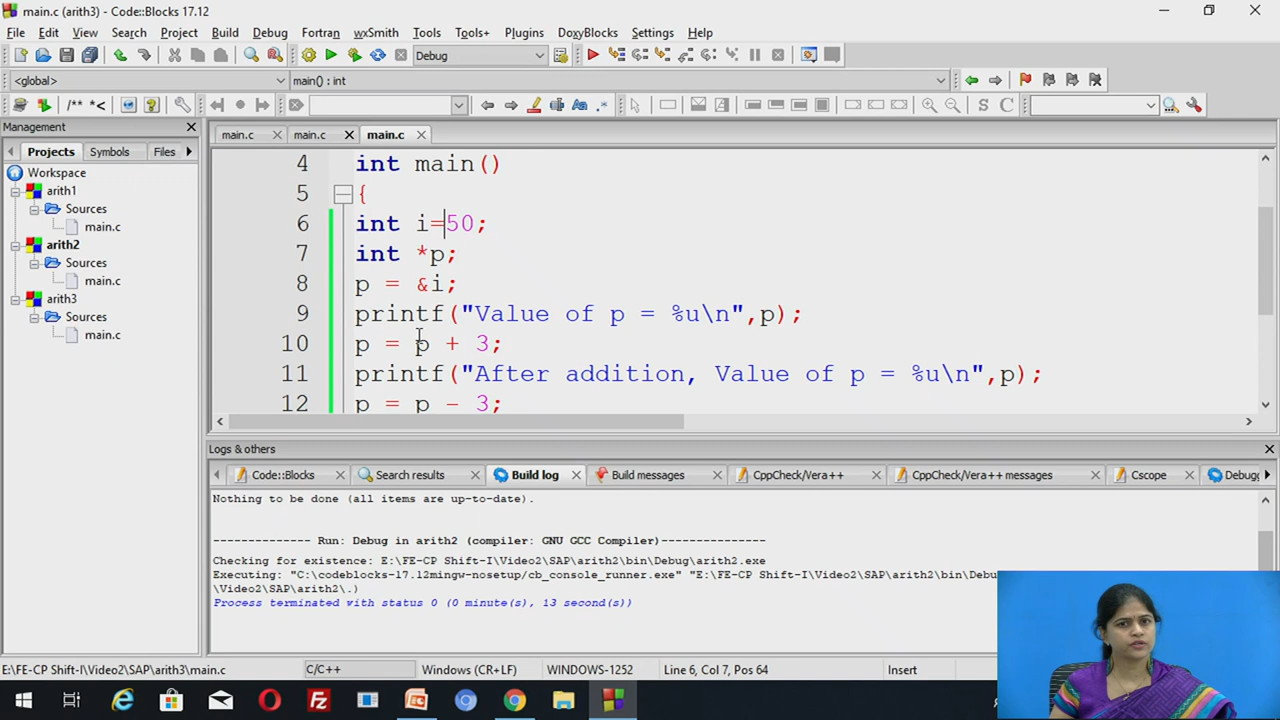 main.c (arith3) - Code::Blocks 17.12
File Edit View Search Project Build Debug Fortran wxSmith Tools Tools+ Plugins DoxyBlocks Settings Help
Debug
<global> main() : int
/** *<
S C
Management
Projects Symbols Files
main.c main.c main.c
Workspace
arith1
Sources
main.c
arith2
Sources
main.c
arith3
Sources
main.c
4 int main()
5 {
6 int i=50;
7 int *p;
8 p = &i;
9 printf("Value of p = %u\n",p);
10 p = p + 3;
11 printf("After addition, Value of p = %u\n",p);
12 p = p - 3;
Logs & others
Code::Blocks Search results Build log Build messages CppCheck/Vera++ CppCheck/Vera++ messages Cscope Debugg
Nothing to be done (all items are up-to-date).
-------------- Run: Debug in arith2 (compiler: GNU GCC Compiler)---------------
Checking for existence: E:\FE-CP Shift-I\Video2\SAP\arith2\bin\Debug\arith2.exe
Executing: "C:\codeblocks-17.12mingw-nosetup/cb_console_runner.exe" "E:\FE-CP Shift-I\Video2\SAP\arith2\bin\Deb
\Video2\SAP\arith2\.)
Process terminated with status 0 (0 minute(s), 13 second(s))
E:\FE-CP Shift-I\Video2\SAP\arith3\main.c C/C++ Windows (CR+LF) WINDOWS-1252 Line 6, Col 7, Pos 64 Insert